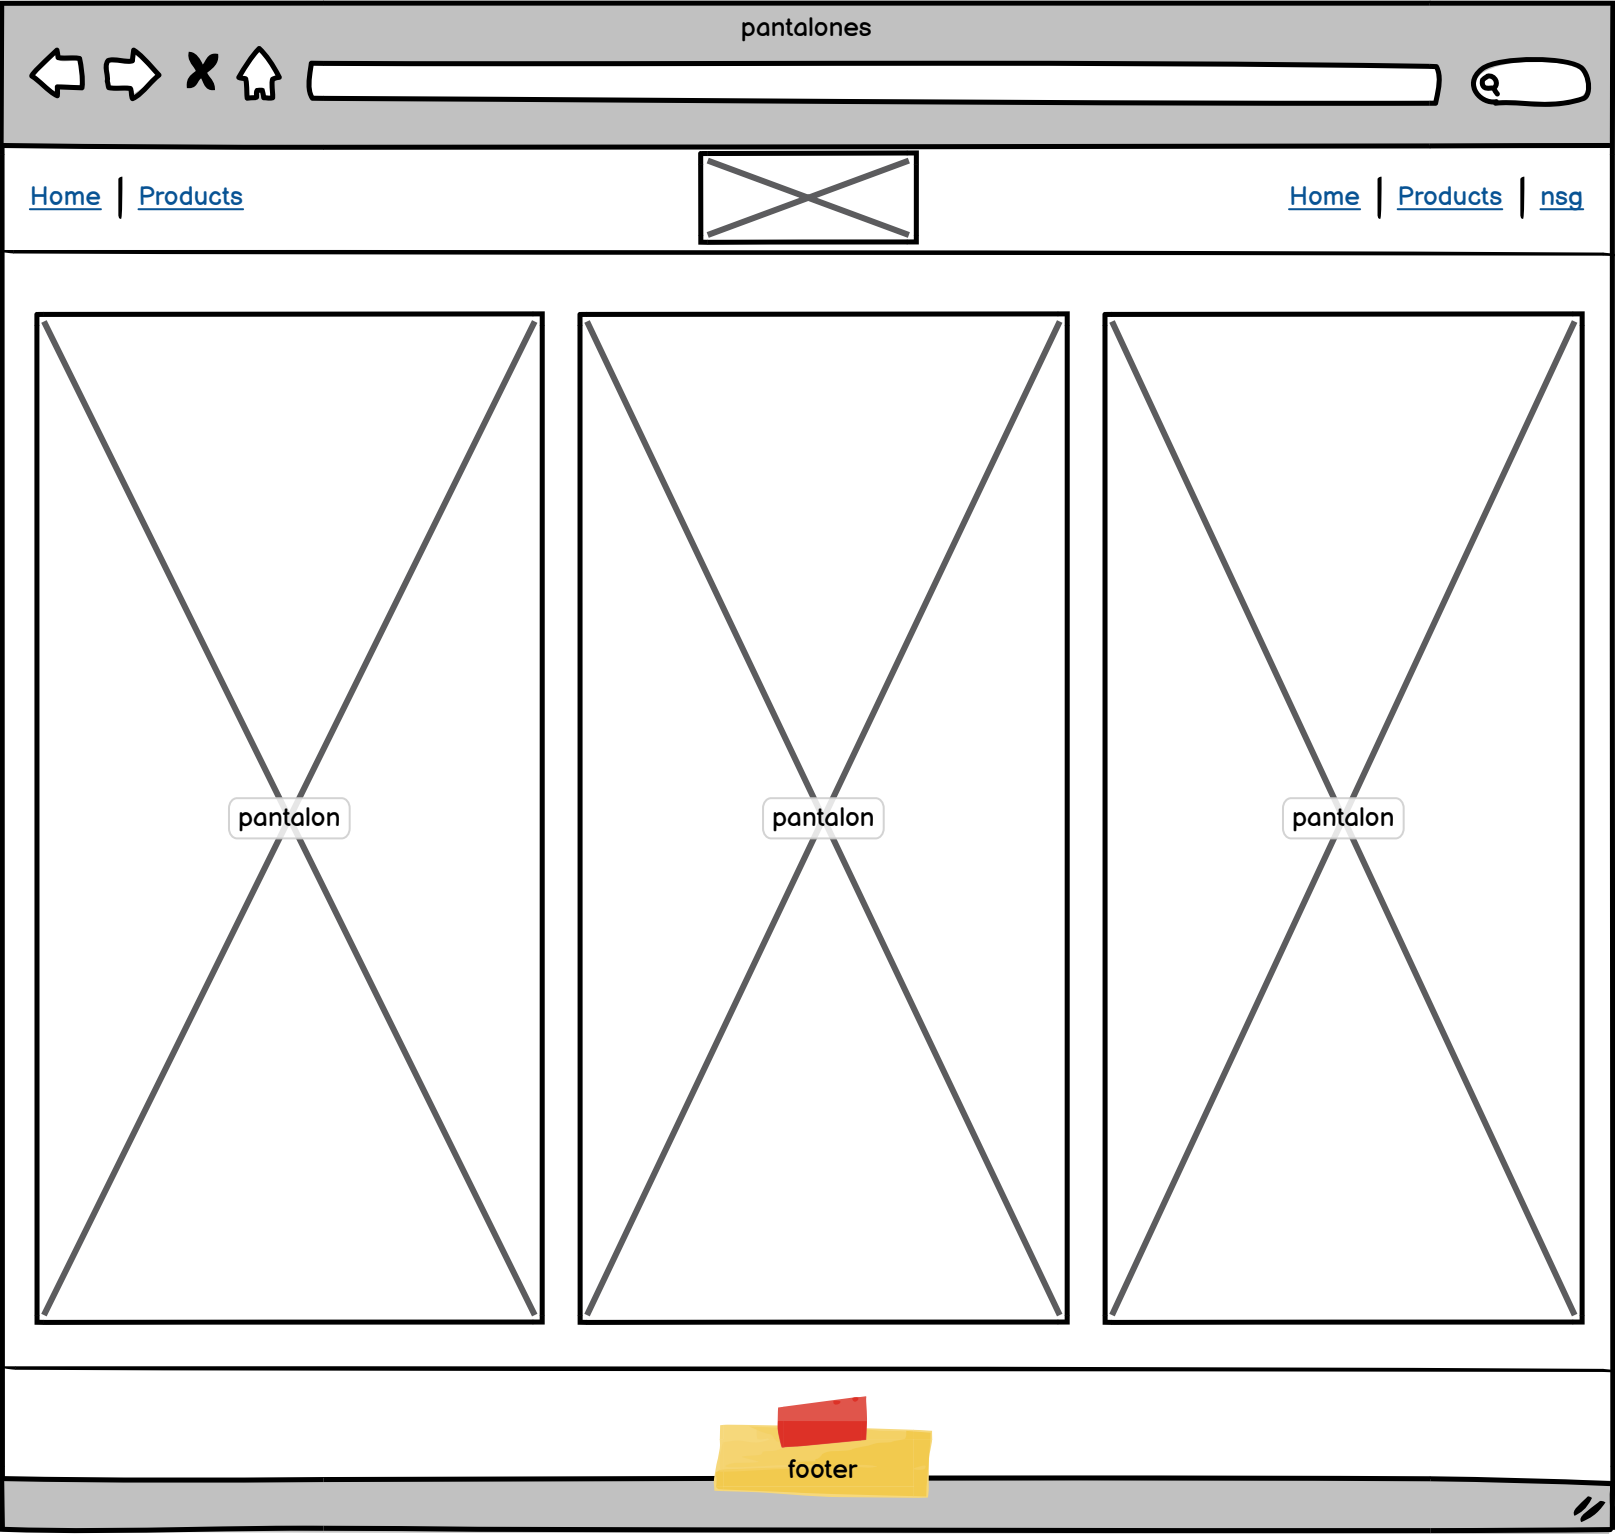 pantalones
Home | Products
Home | Products | nsg
pantalon
pantalon
pantalon
footer